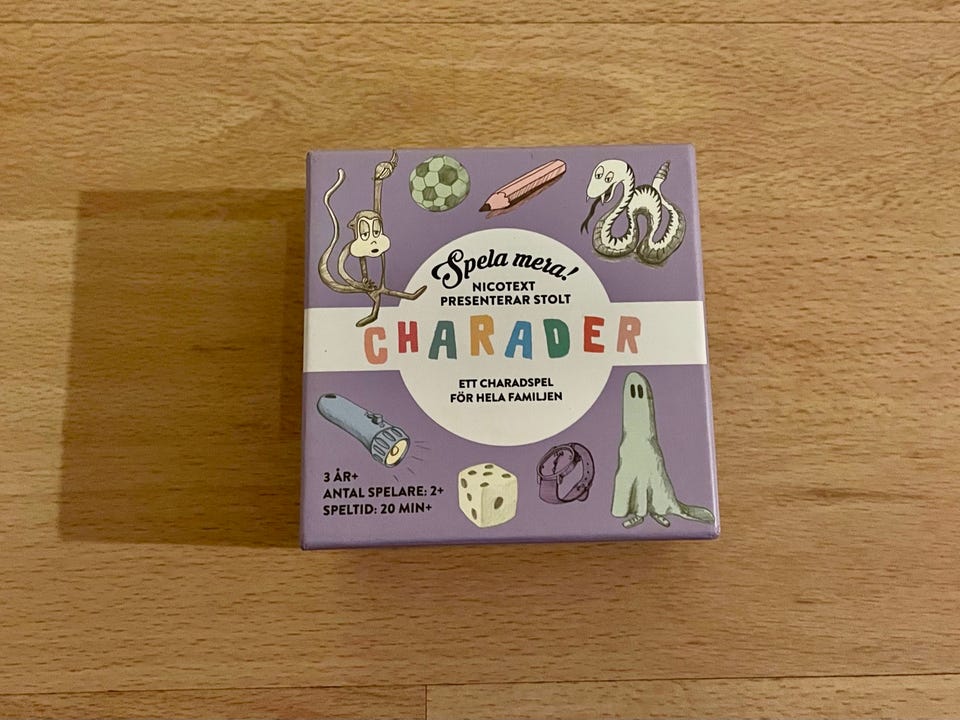 Spela mera!
NICOTEXT
PRESENTERAR STOLT
CHARADER
ETT CHARADSPEL
FÖR HELA FAMILJEN
3 ÅR+
ANTAL SPELARE: 2+
SPELTID: 20 MIN+